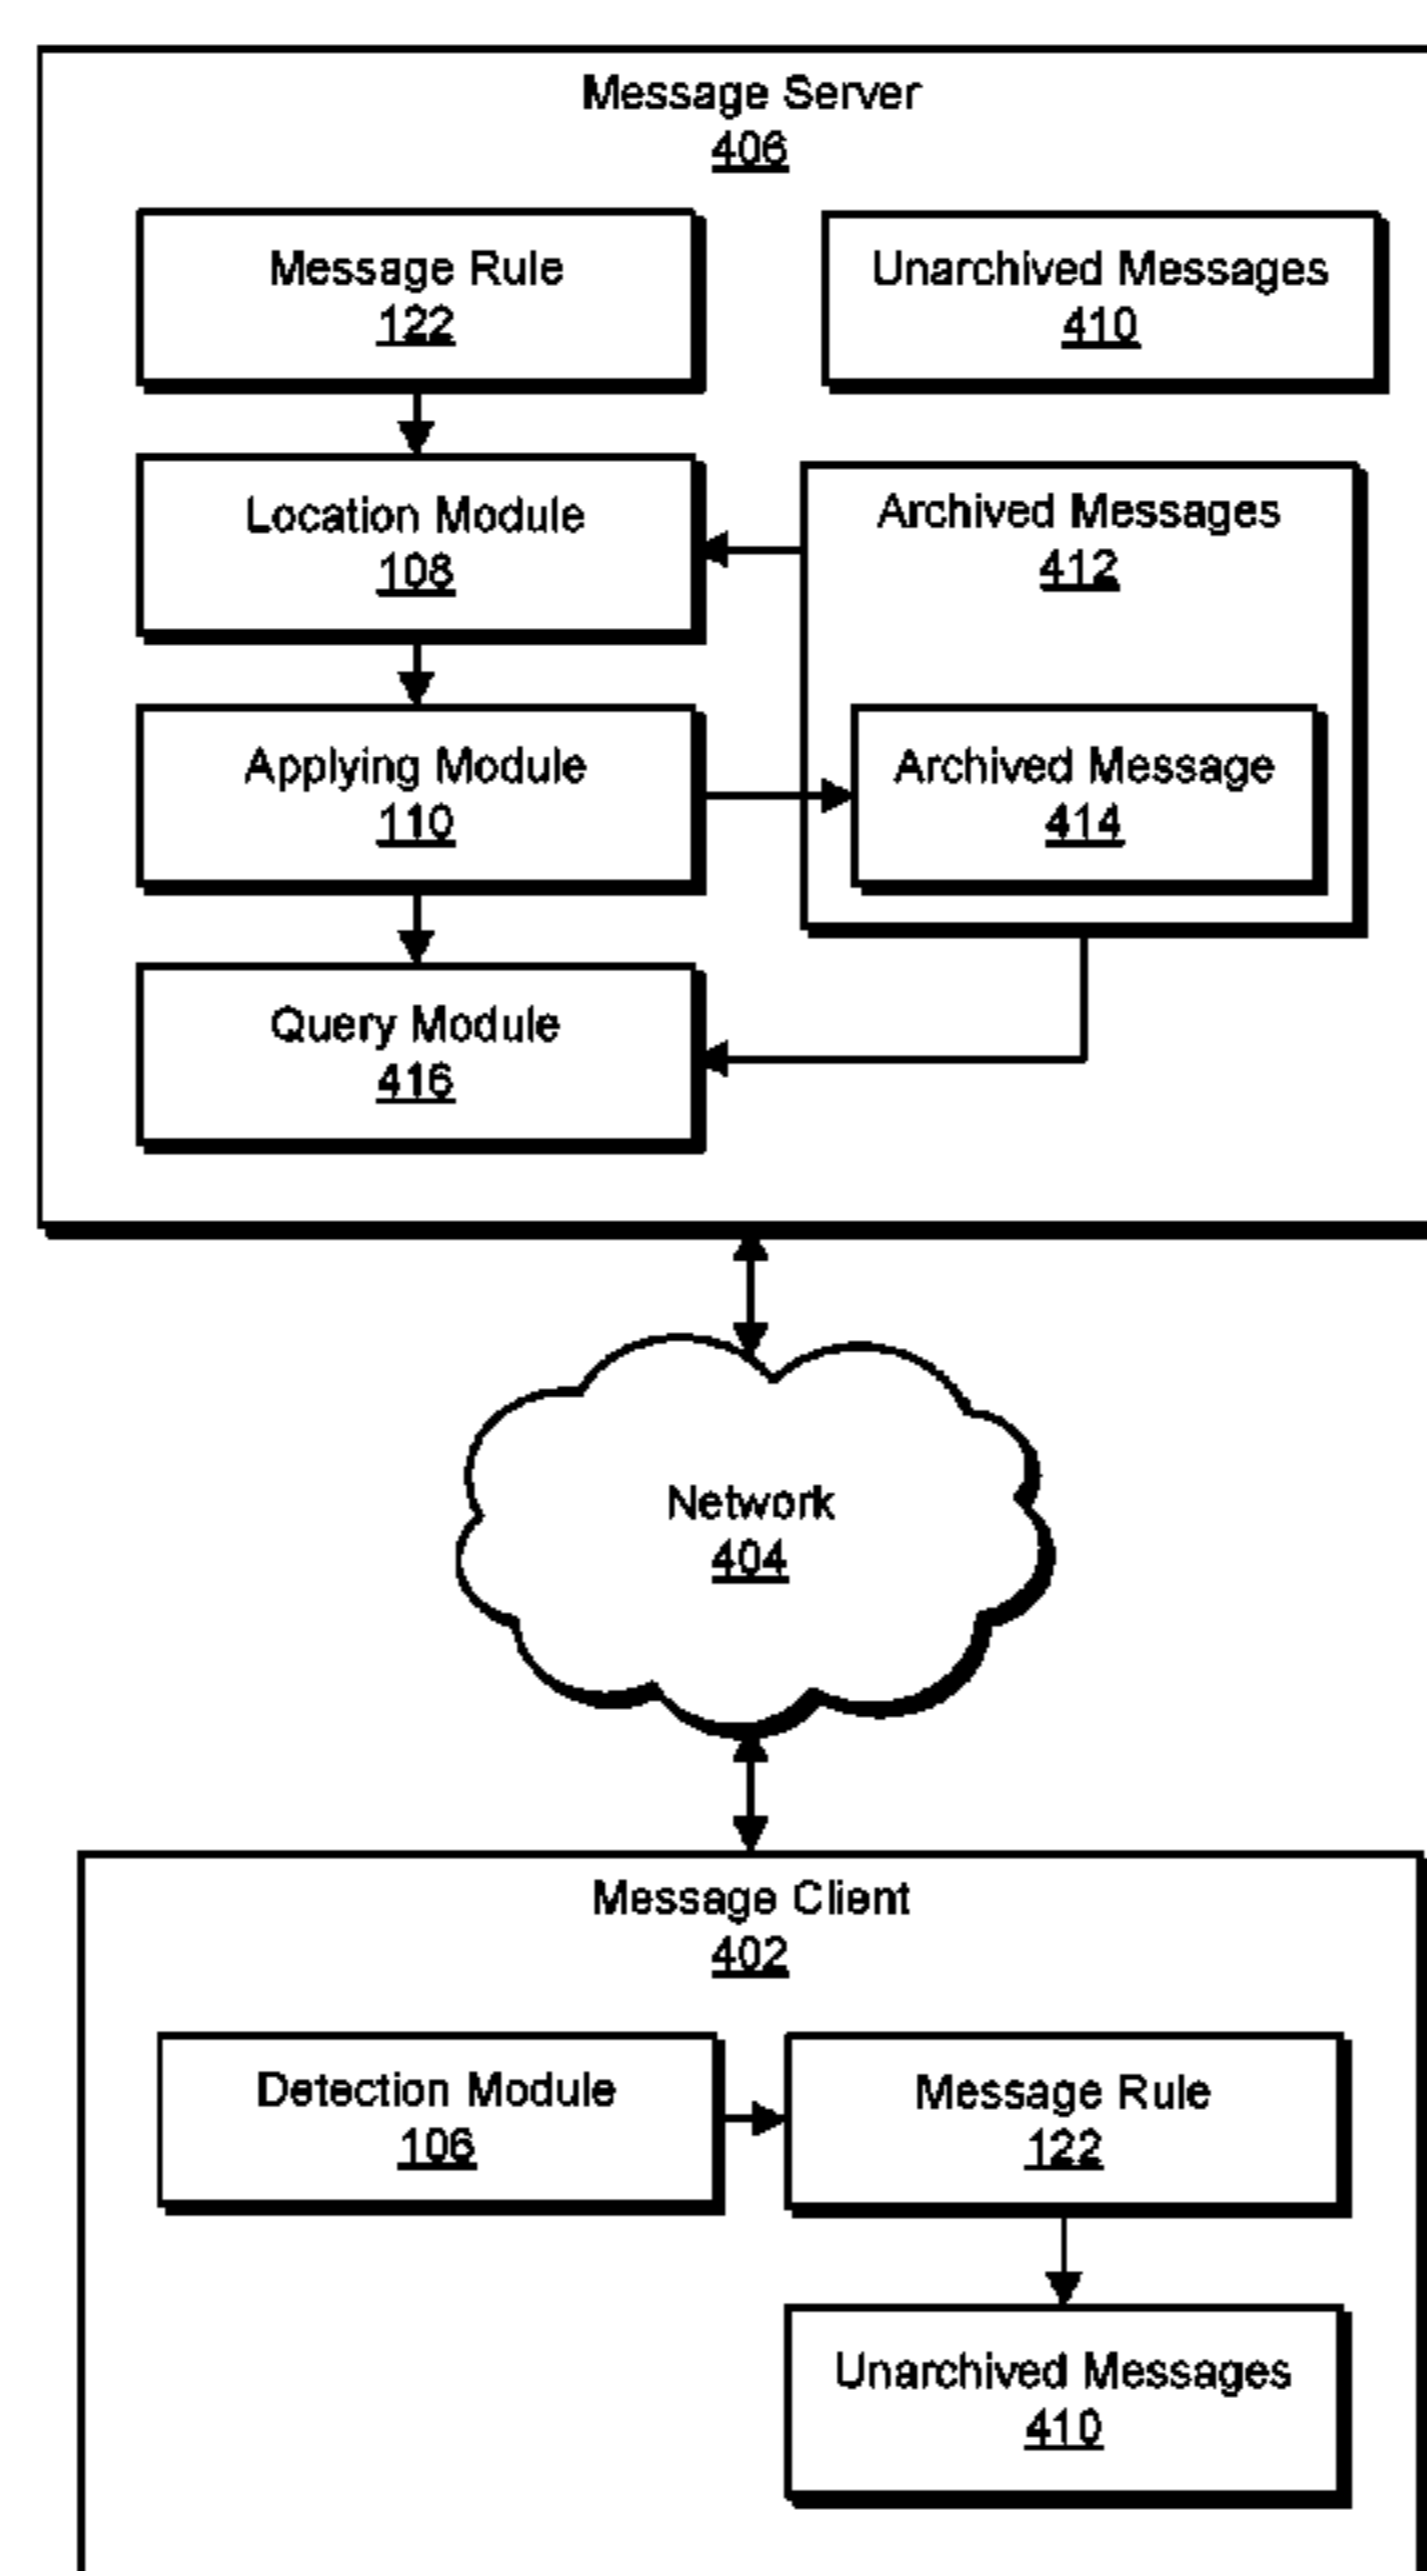 Message Server
406
Message Rule
122
Unarchived Messages
410
Location Module
108
Archived Messages
412
Applying Module
110
Archived Message
414
Query Module
416
Network
404
Message Client
402
Detection Module
106
Message Rule
122
Unarchived Messages
410